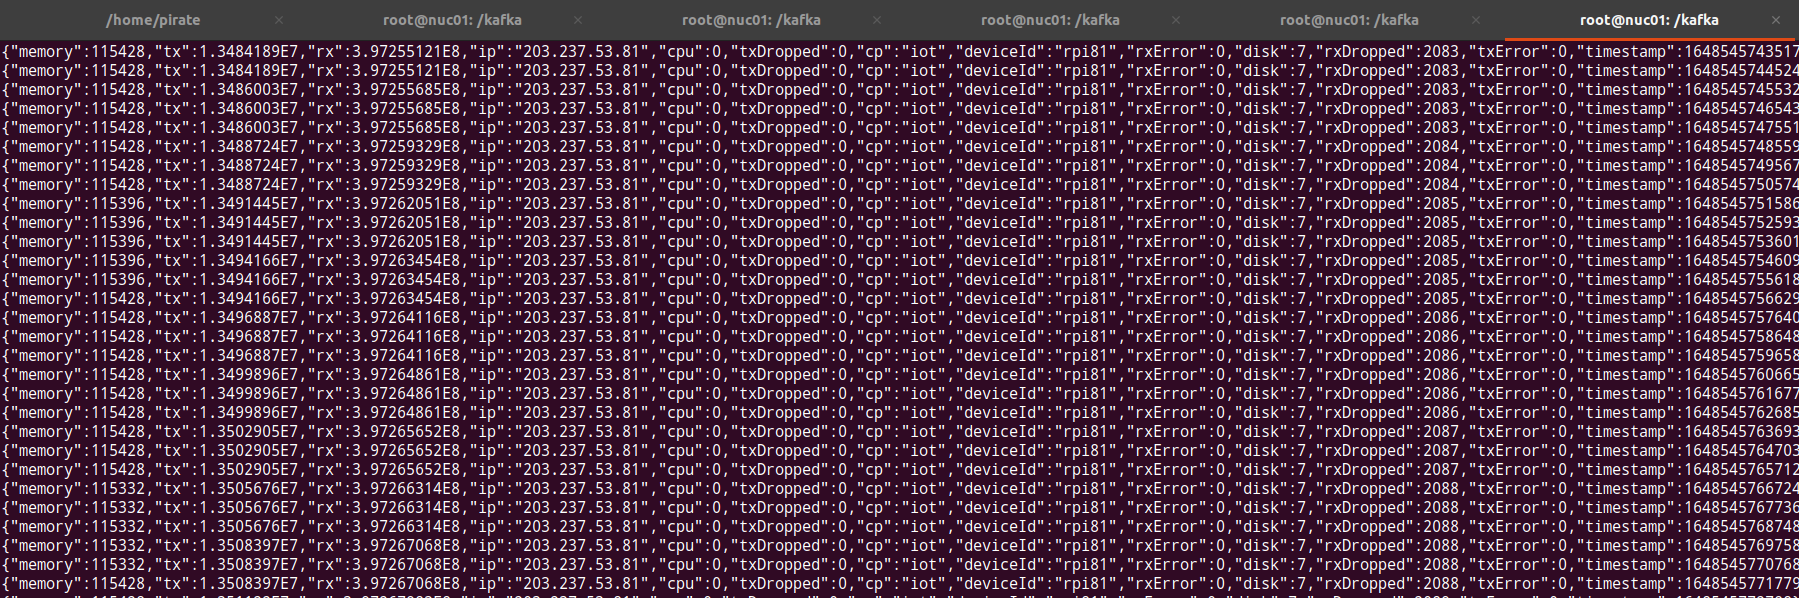 /home/pirate × root@nuc01: /kafka × root@nuc01: /kafka × root@nuc01: /kafka × root@nuc01: /kafka × root@nuc01: /kafka ×
{"memory":115428,"tx":1.3484189E7,"rx":3.97255121E8,"ip":"203.237.53.81","cpu":0,"txDropped":0,"cp":"iot","deviceId":"rpi81","rxError":0,"disk":7,"rxDropped":2083,"txError":0,"timestamp":1648545743517
{"memory":115428,"tx":1.3484189E7,"rx":3.97255121E8,"ip":"203.237.53.81","cpu":0,"txDropped":0,"cp":"iot","deviceId":"rpi81","rxError":0,"disk":7,"rxDropped":2083,"txError":0,"timestamp":1648545744524
{"memory":115428,"tx":1.3486003E7,"rx":3.97255685E8,"ip":"203.237.53.81","cpu":0,"txDropped":0,"cp":"iot","deviceId":"rpi81","rxError":0,"disk":7,"rxDropped":2083,"txError":0,"timestamp":1648545745532
{"memory":115428,"tx":1.3486003E7,"rx":3.97255685E8,"ip":"203.237.53.81","cpu":0,"txDropped":0,"cp":"iot","deviceId":"rpi81","rxError":0,"disk":7,"rxDropped":2083,"txError":0,"timestamp":1648545746543
{"memory":115428,"tx":1.3486003E7,"rx":3.97255685E8,"ip":"203.237.53.81","cpu":0,"txDropped":0,"cp":"iot","deviceId":"rpi81","rxError":0,"disk":7,"rxDropped":2083,"txError":0,"timestamp":1648545747551
{"memory":115428,"tx":1.3488724E7,"rx":3.97259329E8,"ip":"203.237.53.81","cpu":0,"txDropped":0,"cp":"iot","deviceId":"rpi81","rxError":0,"disk":7,"rxDropped":2084,"txError":0,"timestamp":1648545748559
{"memory":115428,"tx":1.3488724E7,"rx":3.97259329E8,"ip":"203.237.53.81","cpu":0,"txDropped":0,"cp":"iot","deviceId":"rpi81","rxError":0,"disk":7,"rxDropped":2084,"txError":0,"timestamp":1648545749567
{"memory":115428,"tx":1.3488724E7,"rx":3.97259329E8,"ip":"203.237.53.81","cpu":0,"txDropped":0,"cp":"iot","deviceId":"rpi81","rxError":0,"disk":7,"rxDropped":2084,"txError":0,"timestamp":1648545750574
{"memory":115396,"tx":1.3491445E7,"rx":3.97262051E8,"ip":"203.237.53.81","cpu":0,"txDropped":0,"cp":"iot","deviceId":"rpi81","rxError":0,"disk":7,"rxDropped":2085,"txError":0,"timestamp":1648545751586
{"memory":115396,"tx":1.3491445E7,"rx":3.97262051E8,"ip":"203.237.53.81","cpu":0,"txDropped":0,"cp":"iot","deviceId":"rpi81","rxError":0,"disk":7,"rxDropped":2085,"txError":0,"timestamp":1648545752593
{"memory":115396,"tx":1.3491445E7,"rx":3.97262051E8,"ip":"203.237.53.81","cpu":0,"txDropped":0,"cp":"iot","deviceId":"rpi81","rxError":0,"disk":7,"rxDropped":2085,"txError":0,"timestamp":1648545753601
{"memory":115396,"tx":1.3494166E7,"rx":3.97263454E8,"ip":"203.237.53.81","cpu":0,"txDropped":0,"cp":"iot","deviceId":"rpi81","rxError":0,"disk":7,"rxDropped":2085,"txError":0,"timestamp":1648545754609
{"memory":115396,"tx":1.3494166E7,"rx":3.97263454E8,"ip":"203.237.53.81","cpu":0,"txDropped":0,"cp":"iot","deviceId":"rpi81","rxError":0,"disk":7,"rxDropped":2085,"txError":0,"timestamp":1648545755618
{"memory":115428,"tx":1.3494166E7,"rx":3.97263454E8,"ip":"203.237.53.81","cpu":0,"txDropped":0,"cp":"iot","deviceId":"rpi81","rxError":0,"disk":7,"rxDropped":2085,"txError":0,"timestamp":1648545756629
{"memory":115428,"tx":1.3496887E7,"rx":3.97264116E8,"ip":"203.237.53.81","cpu":0,"txDropped":0,"cp":"iot","deviceId":"rpi81","rxError":0,"disk":7,"rxDropped":2086,"txError":0,"timestamp":1648545757640
{"memory":115428,"tx":1.3496887E7,"rx":3.97264116E8,"ip":"203.237.53.81","cpu":0,"txDropped":0,"cp":"iot","deviceId":"rpi81","rxError":0,"disk":7,"rxDropped":2086,"txError":0,"timestamp":1648545758648
{"memory":115428,"tx":1.3496887E7,"rx":3.97264116E8,"ip":"203.237.53.81","cpu":0,"txDropped":0,"cp":"iot","deviceId":"rpi81","rxError":0,"disk":7,"rxDropped":2086,"txError":0,"timestamp":1648545759658
{"memory":115428,"tx":1.3499896E7,"rx":3.97264861E8,"ip":"203.237.53.81","cpu":0,"txDropped":0,"cp":"iot","deviceId":"rpi81","rxError":0,"disk":7,"rxDropped":2086,"txError":0,"timestamp":1648545760665
{"memory":115428,"tx":1.3499896E7,"rx":3.97264861E8,"ip":"203.237.53.81","cpu":0,"txDropped":0,"cp":"iot","deviceId":"rpi81","rxError":0,"disk":7,"rxDropped":2086,"txError":0,"timestamp":1648545761677
{"memory":115428,"tx":1.3499896E7,"rx":3.97264861E8,"ip":"203.237.53.81","cpu":0,"txDropped":0,"cp":"iot","deviceId":"rpi81","rxError":0,"disk":7,"rxDropped":2086,"txError":0,"timestamp":1648545762685
{"memory":115428,"tx":1.3502905E7,"rx":3.97265652E8,"ip":"203.237.53.81","cpu":0,"txDropped":0,"cp":"iot","deviceId":"rpi81","rxError":0,"disk":7,"rxDropped":2087,"txError":0,"timestamp":1648545763693
{"memory":115428,"tx":1.3502905E7,"rx":3.97265652E8,"ip":"203.237.53.81","cpu":0,"txDropped":0,"cp":"iot","deviceId":"rpi81","rxError":0,"disk":7,"rxDropped":2087,"txError":0,"timestamp":1648545764703
{"memory":115428,"tx":1.3502905E7,"rx":3.97265652E8,"ip":"203.237.53.81","cpu":0,"txDropped":0,"cp":"iot","deviceId":"rpi81","rxError":0,"disk":7,"rxDropped":2087,"txError":0,"timestamp":1648545765712
{"memory":115332,"tx":1.3505676E7,"rx":3.97266314E8,"ip":"203.237.53.81","cpu":0,"txDropped":0,"cp":"iot","deviceId":"rpi81","rxError":0,"disk":7,"rxDropped":2088,"txError":0,"timestamp":1648545766724
{"memory":115332,"tx":1.3505676E7,"rx":3.97266314E8,"ip":"203.237.53.81","cpu":0,"txDropped":0,"cp":"iot","deviceId":"rpi81","rxError":0,"disk":7,"rxDropped":2088,"txError":0,"timestamp":1648545767736
{"memory":115332,"tx":1.3505676E7,"rx":3.97266314E8,"ip":"203.237.53.81","cpu":0,"txDropped":0,"cp":"iot","deviceId":"rpi81","rxError":0,"disk":7,"rxDropped":2088,"txError":0,"timestamp":1648545768748
{"memory":115332,"tx":1.3508397E7,"rx":3.97267068E8,"ip":"203.237.53.81","cpu":0,"txDropped":0,"cp":"iot","deviceId":"rpi81","rxError":0,"disk":7,"rxDropped":2088,"txError":0,"timestamp":1648545769758
{"memory":115332,"tx":1.3508397E7,"rx":3.97267068E8,"ip":"203.237.53.81","cpu":0,"txDropped":0,"cp":"iot","deviceId":"rpi81","rxError":0,"disk":7,"rxDropped":2088,"txError":0,"timestamp":1648545770768
{"memory":115428,"tx":1.3508397E7,"rx":3.97267068E8,"ip":"203.237.53.81","cpu":0,"txDropped":0,"cp":"iot","deviceId":"rpi81","rxError":0,"disk":7,"rxDropped":2088,"txError":0,"timestamp":1648545771779